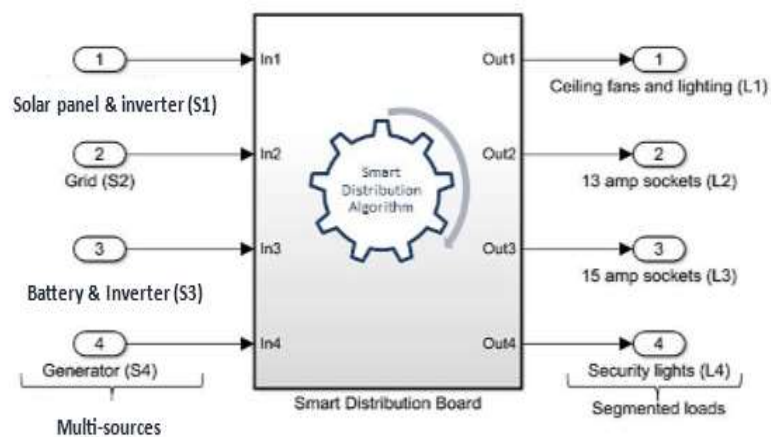 1
In1
Out1
1
Solar panel & inverter (S1)
Ceiling fans and lighting (L1)
2
In2
Out2
2
Grid (S2)
13 amp sockets (L2)
Smart
Distribution
Algorithm
3
In3
Out3
3
Battery & Inverter (S3)
15 amp sockets (L3)
4
In4
Out4
4
Generator (S4)
Security lights (L4)
Smart Distribution Board
Segmented loads
Multi-sources